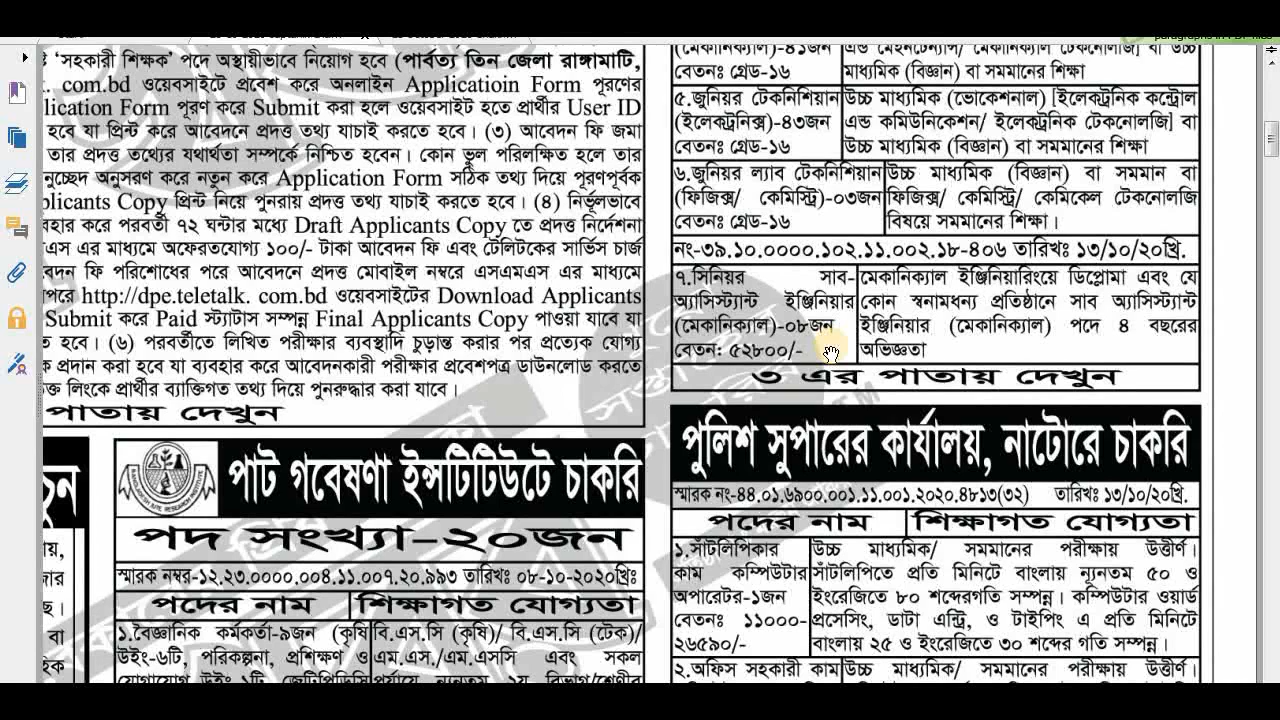 'সহকারী শিক্ষক' পদে অস্থায়ীভাবে নিয়োগ হবে (পার্বত্য তিন জেলা রাঙ্গামাটি,
. com.bd ওয়েবসাইটে প্রবেশ করে অনলাইন Applicatioin Form পূরণের
lication Form পূরণ করে Submit করা হলে ওয়েবসাইট হতে প্রার্থীর User ID
হবে যা প্রিন্ট করে আবেদনে প্রদত্ত তথ্য যাচাই করতে হবে। (৩) আবেদন ফি জমা
তার প্রদত্ত তথ্যের যথার্থতা সম্পর্কে নিশ্চিত হবেন। কোন ভুল পরিলক্ষিত হলে তার
নুচ্ছেদ অনুসরণ করে নতুন করে Application Form সঠিক তথ্য দিয়ে পূরণপূর্বক
plicants Copy প্রিন্ট নিয়ে পুনরায় প্রদত্ত তথ্য যাচাই করতে হবে। (৪) নির্ভুলভাবে
বহার করে পরবর্তী ৭২ ঘন্টার মধ্যে Draft Applicants Copy তে প্রদত্ত নির্দেশনা
এস এর মাধ্যমে অফেরতযোগ্য ১০০/- টাকা আবেদন ফি এবং টেলিটকের সার্ভিস চার্জ
বেদন ফি পরিশোধের পরে আবেদনে প্রদত্ত মোবাইল নম্বরে এসএমএস এর মাধ্যমে
পরে http://dpe.teletalk. com.bd ওয়েবসাইটের Download Applicants
Submit করে Paid স্ট্যাটাস সম্পন্ন Final Applicants Copy পাওয়া যাবে যা
ত হবে। (৬) পরবর্তীতে লিখিত পরীক্ষার ব্যবস্থাদি চুড়ান্ত করার পর প্রত্যেক যোগ্য
ক প্রদান করা হবে যা ব্যবহার করে আবেদনকারী পরীক্ষার প্রবেশপত্র ডাউনলোড করতে
ক্ত লিংকে প্রার্থীর ব্যাক্তিগত তথ্য দিয়ে পুনরুদ্ধার করা যাবে।
পাতায় দেখুন
পাট গবেষণা ইন্সটিটিউটে চাকরি
পদ সংখ্যা-২০জন
স্মারক নম্বর-১২.২৩.০০০০.০০৪.১১.০০৭.২০.৯৯৩ তারিখঃ ০৮-১০-২০২০খ্রিঃ
পদের নাম শিক্ষাগত যোগ্যতা
১.বৈজ্ঞানিক কর্মকর্তা-৯জন (কৃষি বি.এস.সি (কৃষি)/ বি.এস.সি (টেক)/
উইং-৬টি, পরিকল্পনা, প্রশিক্ষণ ও এম.এস./এম.এসসি এবং সকল
যোগাযোগ উইং ১টি, জেটিপিডিসি পর্যায়ে ন্যূনতম ২য় বিভাগ/শ্রেণীর
(মেকানিক্যাল)-৪১জন এন্ড মেইনটেন্যান্স/ মেকানিক্যাল টেকনোলজি] বা উচ্চ
বেতনঃ গ্রেড-১৬ মাধ্যমিক (বিজ্ঞান) বা সমমানের শিক্ষা
৫.জুনিয়র টেকনিশিয়ান উচ্চ মাধ্যমিক (ভোকেশনাল) [ইলেকট্রনিক কন্ট্রোল
(ইলেকট্রনিক্স)-৪৩জন এন্ড কমিউনিকেশন/ ইলেকট্রনিক টেকনোলজি] বা
বেতনঃ গ্রেড-১৬ উচ্চ মাধ্যমিক (বিজ্ঞান) বা সমমানের শিক্ষা
৬.জুনিয়র ল্যাব টেকনিশিয়ান উচ্চ মাধ্যমিক (বিজ্ঞান) বা সমমান বা
(ফিজিক্স/ কেমিস্ট্রি)-০৩জন ফিজিক্স/ কেমিস্ট্রি/ কেমিকেল টেকনোলজি
বেতনঃ গ্রেড-১৬ বিষয়ে সমমানের শিক্ষা।
নং-৩৯.১০.০০০০.১০২.১১.০০২.১৮-৪০৬ তারিখঃ ১৩/১০/২০খ্রি.
৭.সিনিয়র সাব- মেকানিক্যাল ইঞ্জিনিয়ারিংয়ে ডিপ্লোমা এবং যে
অ্যাসিস্ট্যান্ট ইঞ্জিনিয়ার কোন স্বনামধন্য প্রতিষ্ঠানে সাব অ্যাসিস্ট্যান্ট
(মেকানিক্যাল)-০৮জন ইঞ্জিনিয়ার (মেকানিক্যাল) পদে ৪ বছরের
বেতন: ৫২৮০০/- অভিজ্ঞতা
৩ এর পাতায় দেখুন
পুলিশ সুপারের কার্যালয়, নাটোরে চাকরি
স্মারক নং-৪৪.০১.৬৯০০.০০১.১১.০০১.২০২০.৪৮১৩(৩২) তারিখঃ ১৩/১০/২০খ্রি.
পদের নাম শিক্ষাগত যোগ্যতা
১.সাঁটলিপিকার উচ্চ মাধ্যমিক/ সমমানের পরীক্ষায় উত্তীর্ণ।
কাম কম্পিউটার সাঁটলিপিতে প্রতি মিনিটে বাংলায় ন্যূনতম ৫০ ও
অপারেটর-১জন ইংরেজিতে ৮০ শব্দেরগতি সম্পন্ন। কম্পিউটার ওয়ার্ড
বেতনঃ ১১০০০- প্রসেসিং, ডাটা এন্ট্রি, ও টাইপিং এ প্রতি মিনিটে
২৬৫৯০/- বাংলায় ২৫ ও ইংরেজিতে ৩০ শব্দের গতি সম্পন্ন।
২.অফিস সহকারী কাম উচ্চ মাধ্যমিক/ সমমানের পরীক্ষায় উত্তীর্ণ।